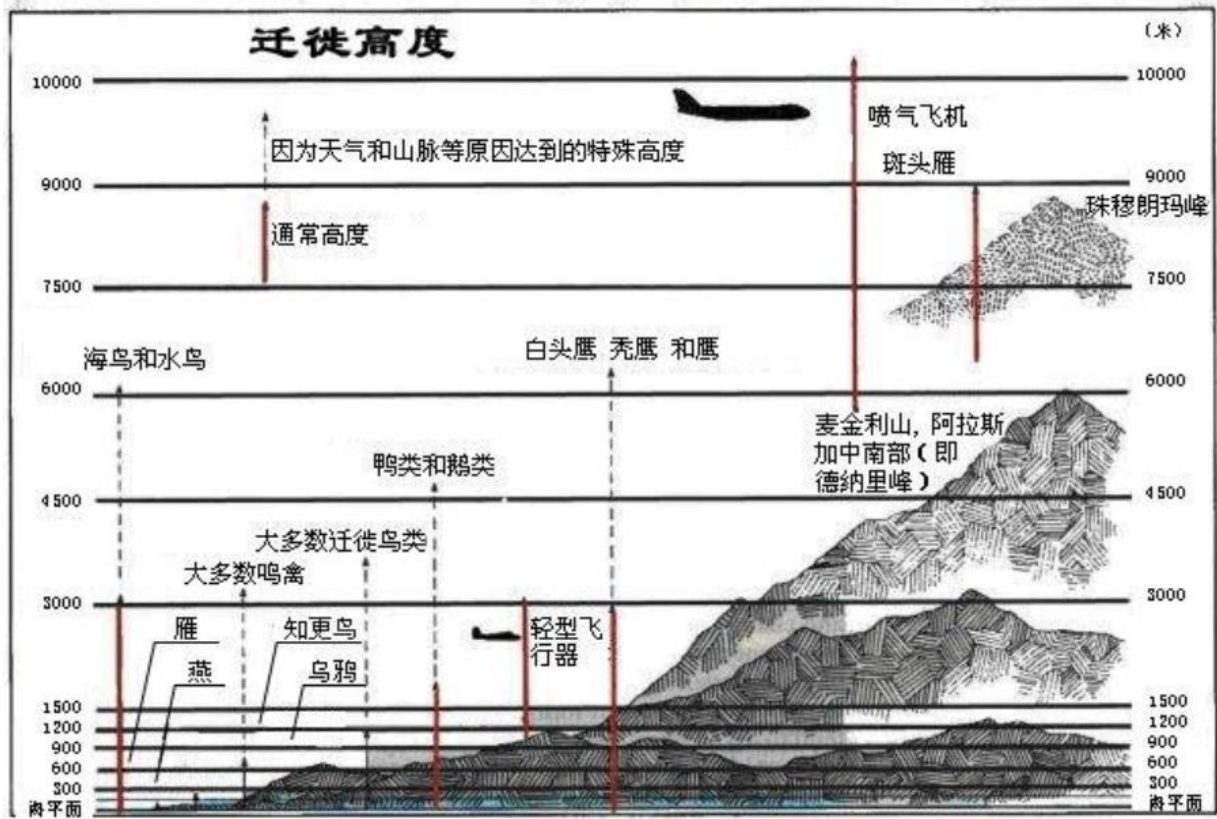 迁徙高度
(米)
10000
10000
喷气飞机
因为天气和山脉等原因达到的特殊高度
斑头雁
9000
9000
珠穆朗玛峰
通常高度
7500
7500
海鸟和水鸟
白头鹰 秃鹰 和鹰
6000
6000
麦金利山, 阿拉斯
加中南部 ( 即
德纳里峰 )
鸭类和鹅类
4500
4500
大多数迁徙鸟类
大多数鸣禽
3000
3000
雁
知更鸟
轻型飞
行器
燕
乌鸦
1500
1500
1200
1200
900
900
600
600
300
300
海平面
海平面